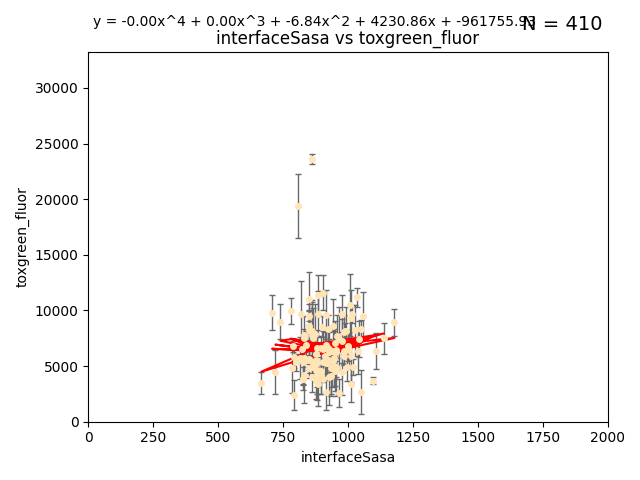 y = -0.00x^4 + 0.00x^3 + -6.84x^2 + 4230.86x + -961755.93
N = 410
interfaceSasa vs toxgreen_fluor
30000
25000
20000
15000
10000
5000
0
toxgreen_fluor
0 250 500 750 1000 1250 1500 1750 2000
interfaceSasa